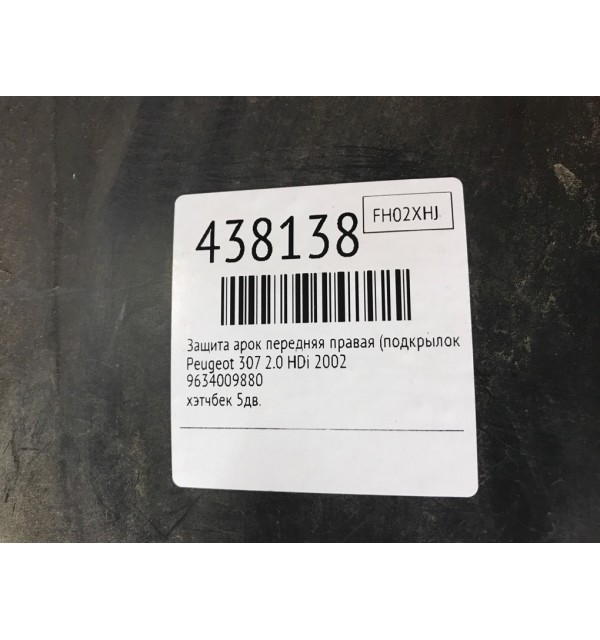 438138
FH02XHJ
Защита арок передняя правая (подкрылок
Peugeot 307 2.0 HDi 2002
9634009880
хэтчбек 5дв.